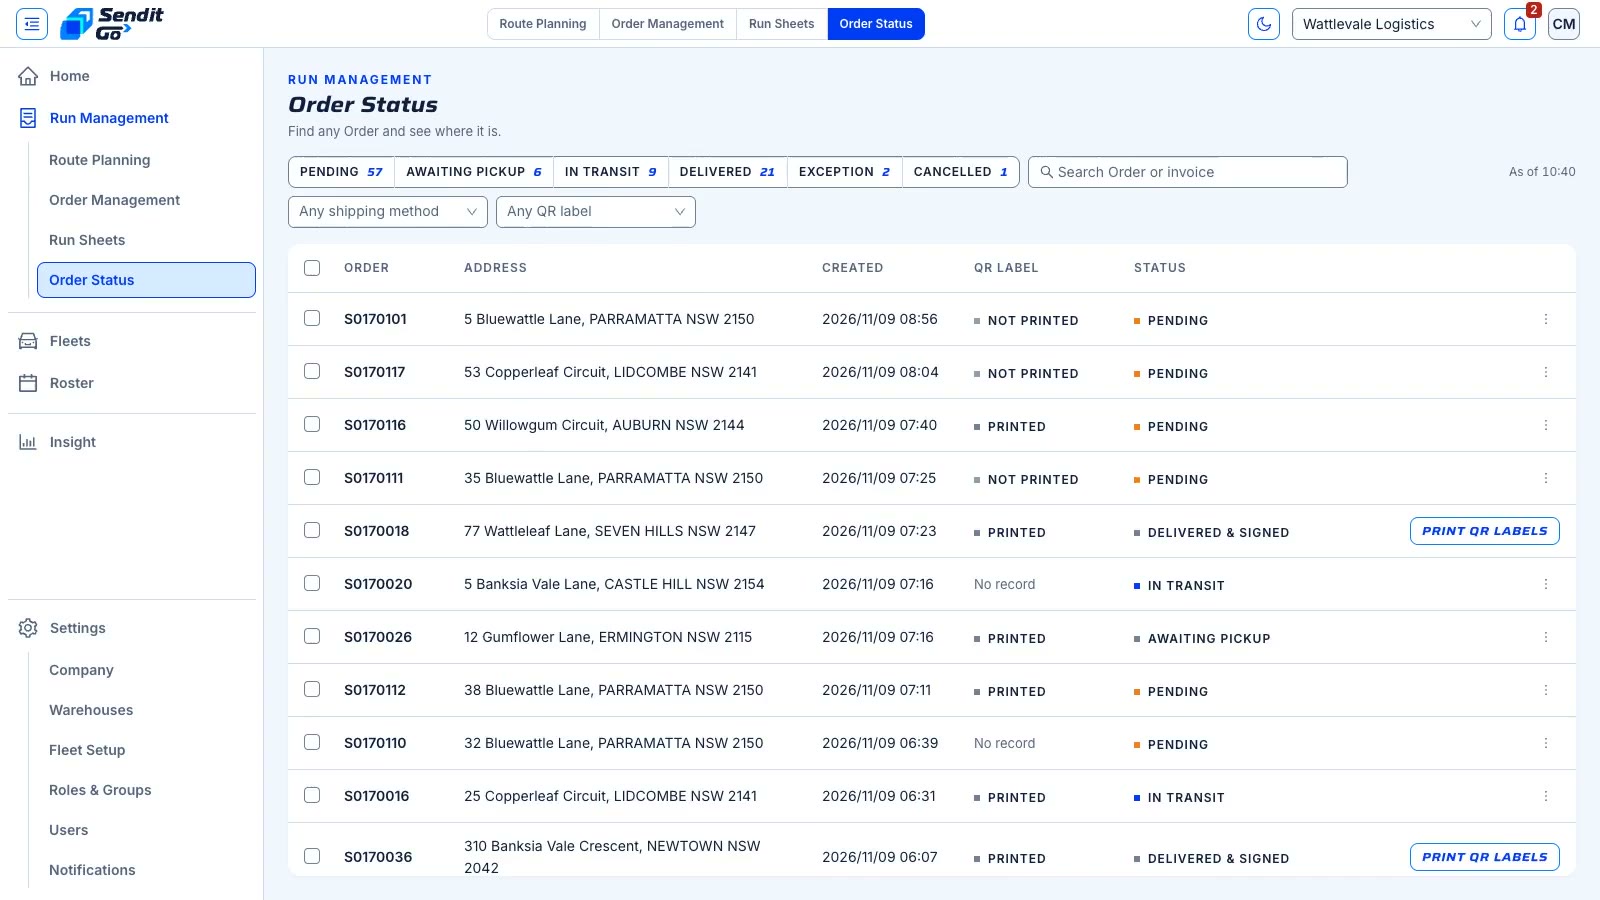 Sendit Go
Route Planning
Order Management
Run Sheets
Order Status
Wattlevale Logistics
2
CM
Home
Run Management
Route Planning
Order Management
Run Sheets
Order Status
Fleets
Roster
Insight
Settings
Company
Warehouses
Fleet Setup
Roles & Groups
Users
Notifications
RUN MANAGEMENT
Order Status
Find any Order and see where it is.
PENDING 57 AWAITING PICKUP 6 IN TRANSIT 9 DELIVERED 21 EXCEPTION 2 CANCELLED 1
Search Order or invoice
As of 10:40
Any shipping method
Any QR label
ORDER ADDRESS CREATED QR LABEL STATUS
S0170101 5 Bluewattle Lane, PARRAMATTA NSW 2150 2026/11/09 08:56 NOT PRINTED PENDING
S0170117 53 Copperleaf Circuit, LIDCOMBE NSW 2141 2026/11/09 08:04 NOT PRINTED PENDING
S0170116 50 Willowgum Circuit, AUBURN NSW 2144 2026/11/09 07:40 PRINTED PENDING
S0170111 35 Bluewattle Lane, PARRAMATTA NSW 2150 2026/11/09 07:25 NOT PRINTED PENDING
S0170018 77 Wattleleaf Lane, SEVEN HILLS NSW 2147 2026/11/09 07:23 PRINTED DELIVERED & SIGNED PRINT QR LABELS
S0170020 5 Banksia Vale Lane, CASTLE HILL NSW 2154 2026/11/09 07:16 No record IN TRANSIT
S0170026 12 Gumflower Lane, ERMINGTON NSW 2115 2026/11/09 07:16 PRINTED AWAITING PICKUP
S0170112 38 Bluewattle Lane, PARRAMATTA NSW 2150 2026/11/09 07:11 PRINTED PENDING
S0170110 32 Bluewattle Lane, PARRAMATTA NSW 2150 2026/11/09 06:39 No record PENDING
S0170016 25 Copperleaf Circuit, LIDCOMBE NSW 2141 2026/11/09 06:31 PRINTED IN TRANSIT
S0170036 310 Banksia Vale Crescent, NEWTOWN NSW 2042 2026/11/09 06:07 PRINTED DELIVERED & SIGNED PRINT QR LABELS